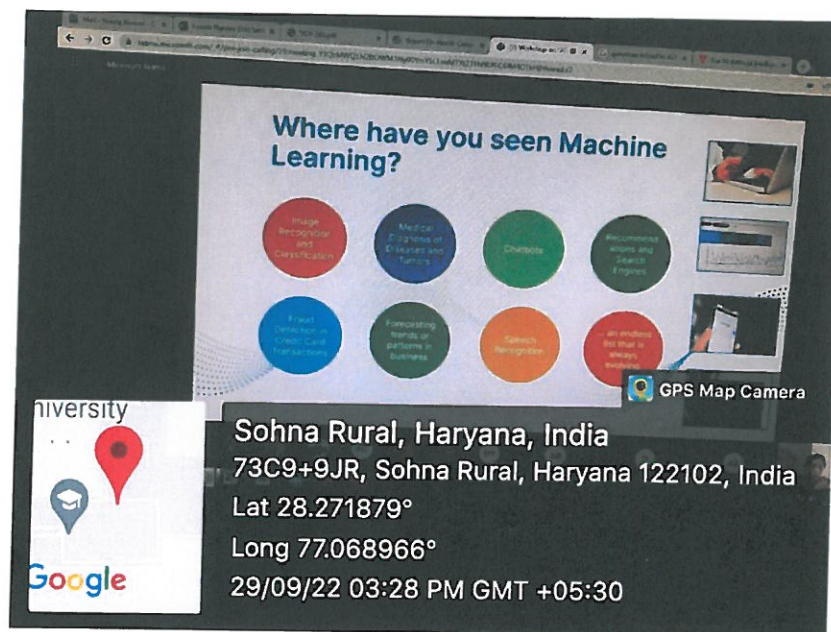 Microsoft Teams
Where have you seen Machine
Learning?
Image
Recognition
and
Classification
Medical
Diagnosis of
Diseases and
Tumors
Chatbots
Recommend
ations and
Search
Engines
Fraud
Detection in
Credit Card
Transactions
Forecasting
trends or
patterns in
business
Speech
Recognition
... an endless
list that is
always
evolving
GPS Map Camera
niversity
Google
Sohna Rural, Haryana, India
73C9+9JR, Sohna Rural, Haryana 122102, India
Lat 28.271879°
Long 77.068966°
29/09/22 03:28 PM GMT +05:30